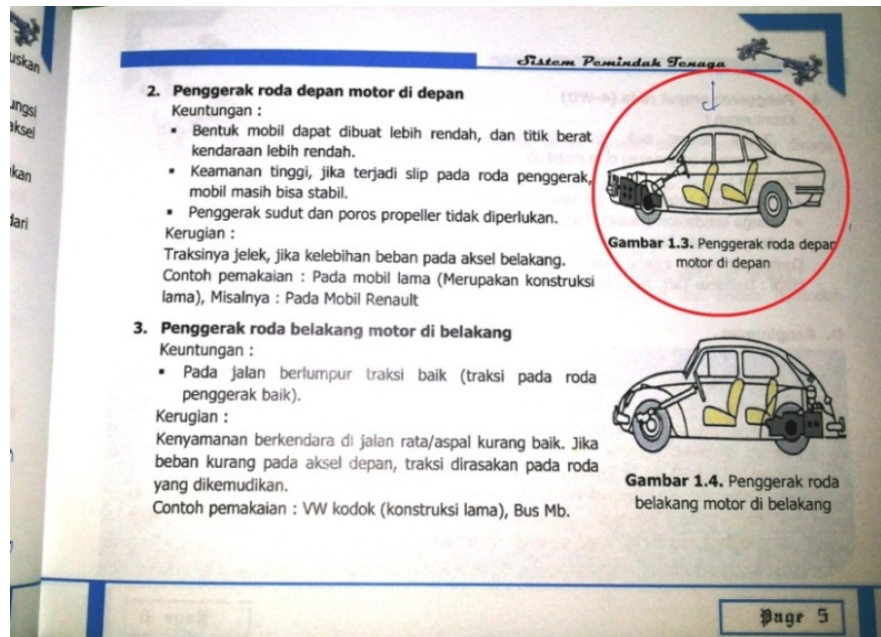 uskan
ungsi
aksel
kan
dari
Sistem Pemindah Tenaga
2. Penggerak roda depan motor di depan
Keuntungan :
▪ Bentuk mobil dapat dibuat lebih rendah, dan titik berat
kendaraan lebih rendah.
▪ Keamanan tinggi, jika terjadi slip pada roda penggerak,
mobil masih bisa stabil.
▪ Penggerak sudut dan poros propeller tidak diperlukan.
Kerugian :
Traksinya jelek, jika kelebihan beban pada aksel belakang.
Contoh pemakaian : Pada mobil lama (Merupakan konstruksi
lama), Misalnya : Pada Mobil Renault
Gambar 1.3. Penggerak roda depan
motor di depan
3. Penggerak roda belakang motor di belakang
Keuntungan :
▪ Pada jalan berlumpur traksi baik (traksi pada roda
penggerak baik).
Kerugian :
Kenyamanan berkendara di jalan rata/aspal kurang baik. Jika
beban kurang pada aksel depan, traksi dirasakan pada roda
yang dikemudikan.
Contoh pemakaian : VW kodok (konstruksi lama), Bus Mb.
Gambar 1.4. Penggerak roda
belakang motor di belakang
Page 5